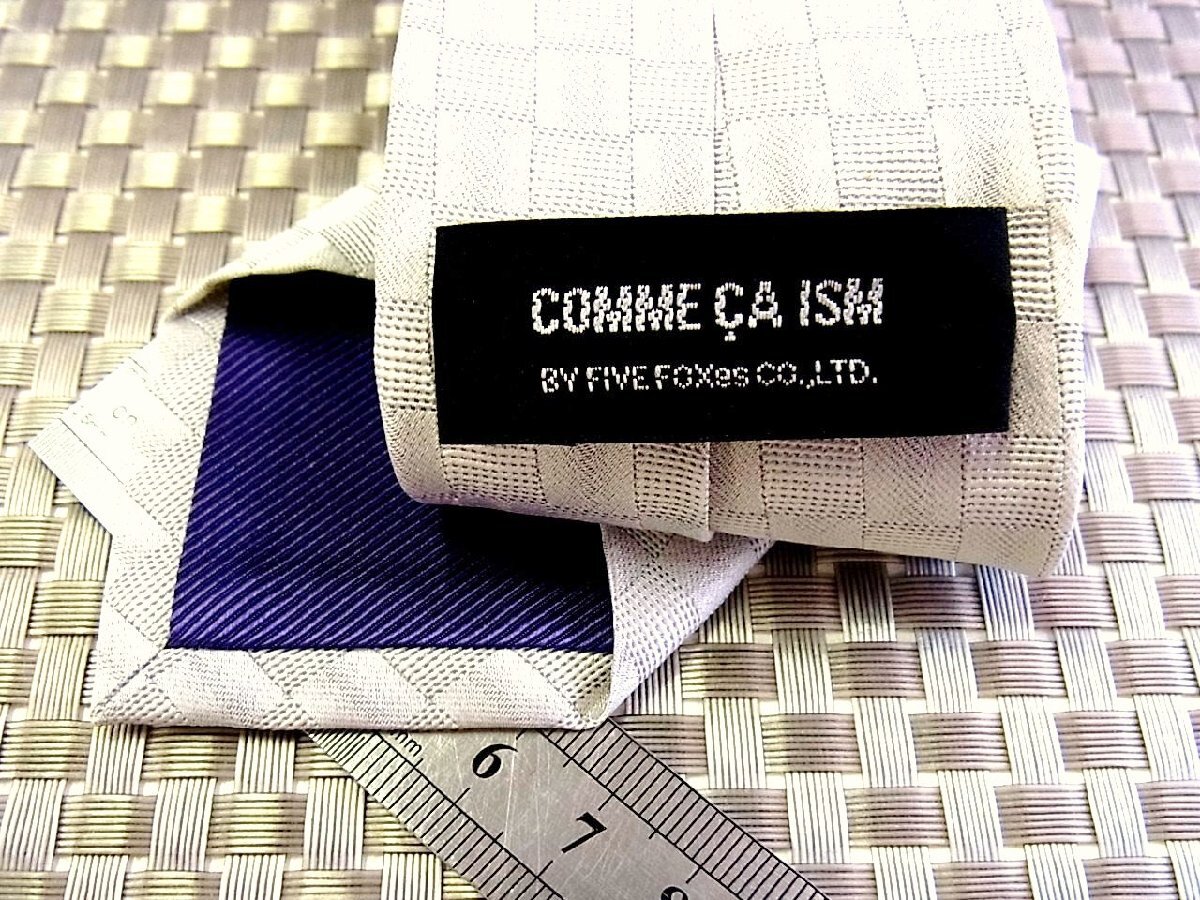 COMME ÇA ISM
BY FIVE FOXes CO.,LTD.
6
7